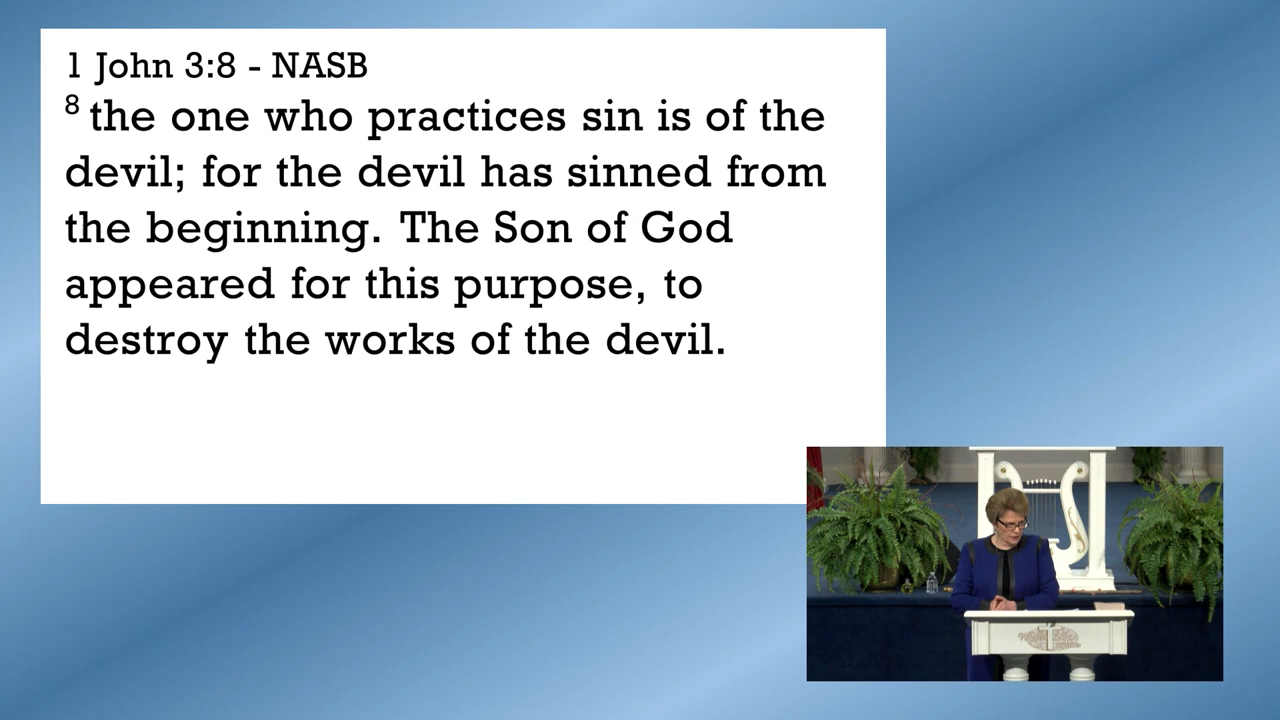 1 John 3:8 - NASB
8 the one who practices sin is of the
devil; for the devil has sinned from
the beginning. The Son of God
appeared for this purpose, to
destroy the works of the devil.